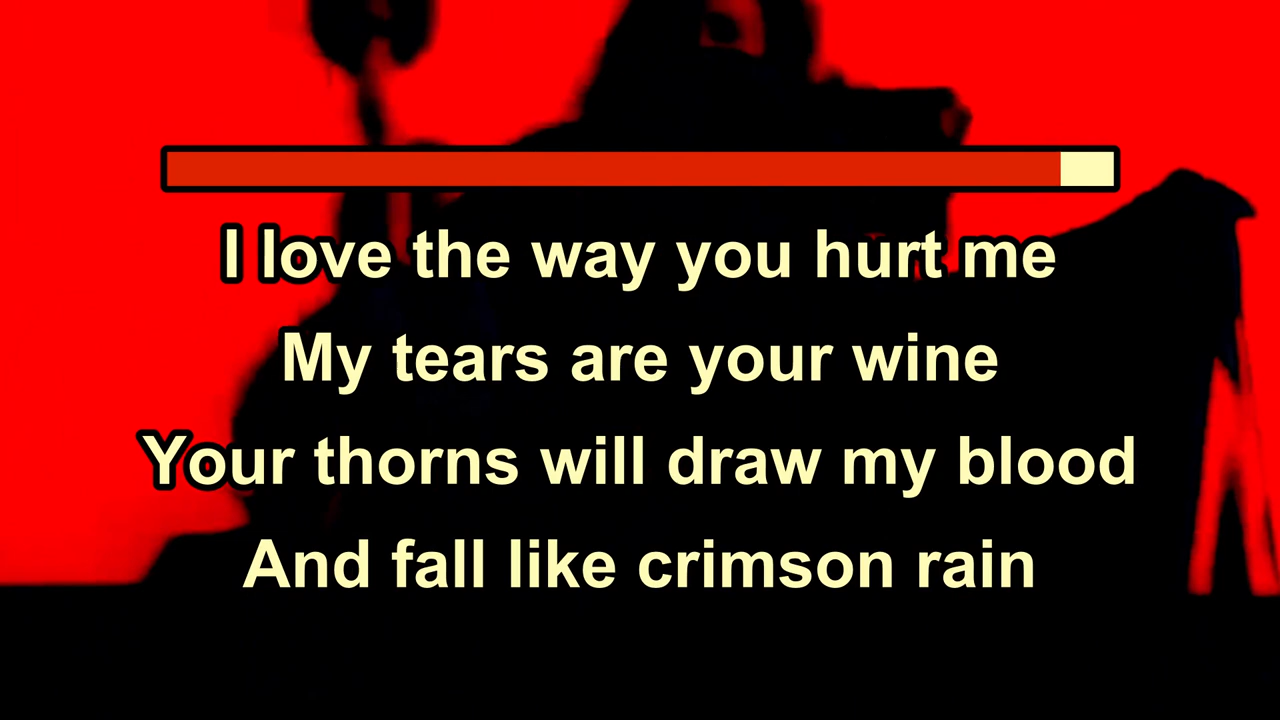 I love the way you hurt me
My tears are your wine
Your thorns will draw my blood
And fall like crimson rain